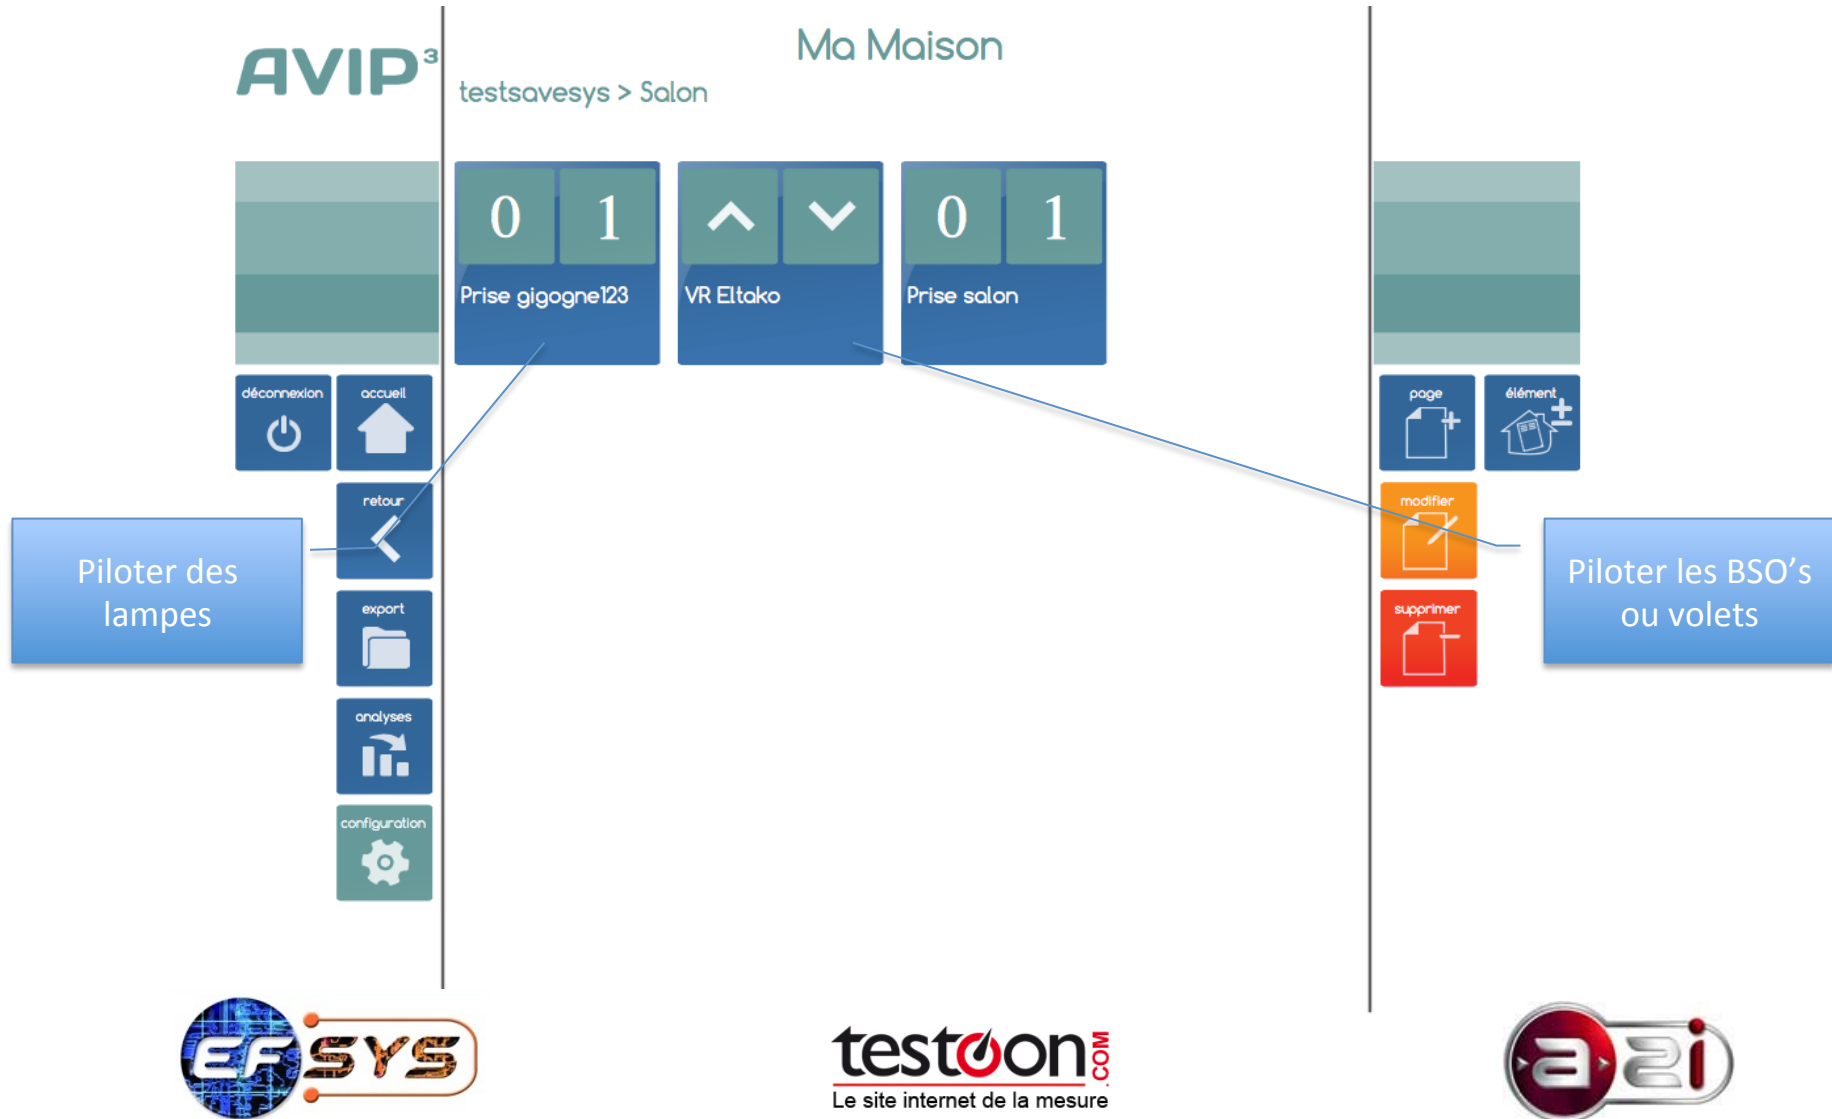 AVIP³
Ma Maison
testsavesys > Salon
0 1
Prise gigogne123
VR Eltako
0 1
Prise salon
déconnexion
accueil
retour
export
analyses
configuration
page
élément
modifier
supprimer
Piloter des
lampes
Piloter les BSO’s
ou volets
EFSYS
testoon.COM
Le site internet de la mesure
a2i